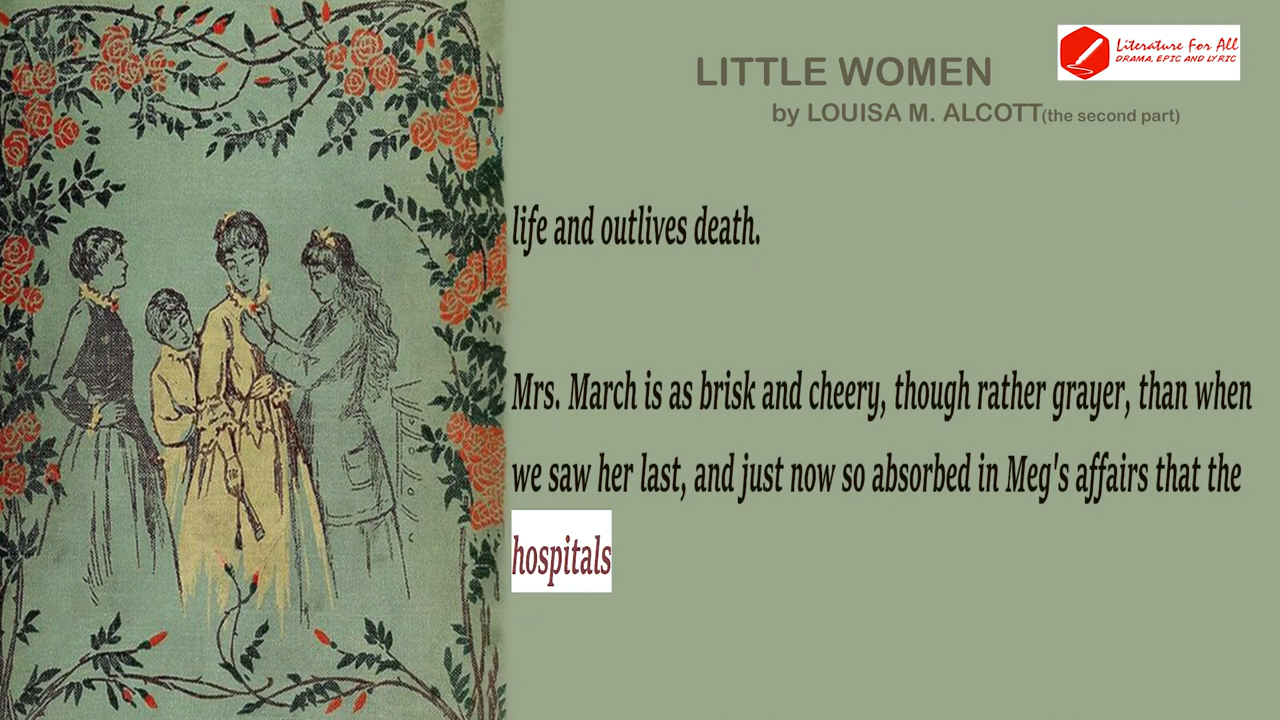 LITTLE WOMEN
by LOUISA M. ALCOTT(the second part)
Literature For All
DRAMA, EPIC AND LYRIC
life and outlives death.
Mrs. March is as brisk and cheery, though rather grayer, than when
we saw her last, and just now so absorbed in Meg's affairs that the
hospitals